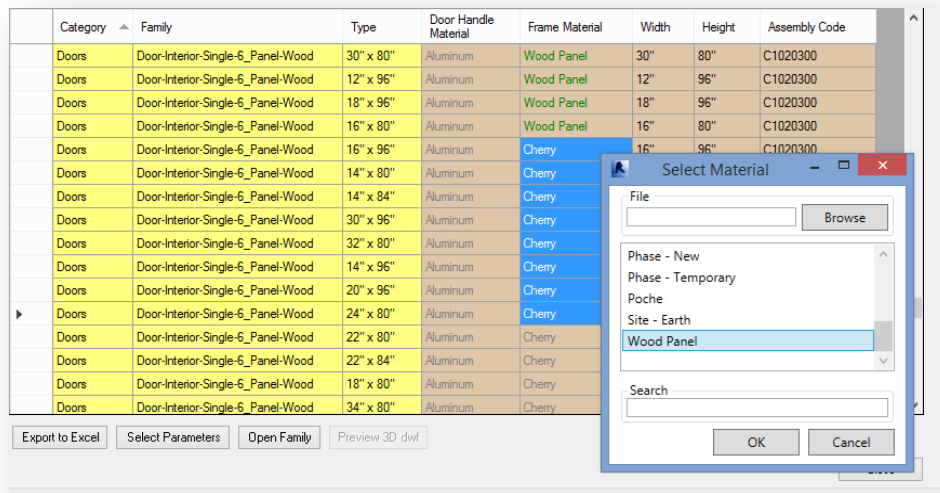 Category Family Type Door Handle Material Frame Material Width Height Assembly Code
Doors Door-Interior-Single-6_Panel-Wood 30" x 80" Aluminum Wood Panel 30" 80" C1020300
Doors Door-Interior-Single-6_Panel-Wood 12" x 96" Aluminum Wood Panel 12" 96" C1020300
Doors Door-Interior-Single-6_Panel-Wood 18" x 96" Aluminum Wood Panel 18" 96" C1020300
Doors Door-Interior-Single-6_Panel-Wood 16" x 80" Aluminum Wood Panel 16" 80" C1020300
Doors Door-Interior-Single-6_Panel-Wood 16" x 96" Aluminum Cherry 16" 96" C1020300
Doors Door-Interior-Single-6_Panel-Wood 14" x 80" Aluminum Cherry
Doors Door-Interior-Single-6_Panel-Wood 14" x 84" Aluminum Cherry
Doors Door-Interior-Single-6_Panel-Wood 30" x 96" Aluminum Cherry
Doors Door-Interior-Single-6_Panel-Wood 32" x 80" Aluminum Cherry
Doors Door-Interior-Single-6_Panel-Wood 14" x 96" Aluminum Cherry
Doors Door-Interior-Single-6_Panel-Wood 20" x 96" Aluminum Cherry
Doors Door-Interior-Single-6_Panel-Wood 24" x 80" Aluminum Cherry
Doors Door-Interior-Single-6_Panel-Wood 22" x 80" Aluminum Cherry
Doors Door-Interior-Single-6_Panel-Wood 22" x 84" Aluminum Cherry
Doors Door-Interior-Single-6_Panel-Wood 18" x 80" Aluminum Cherry
Doors Door-Interior-Single-6_Panel-Wood 34" x 80" Aluminum Cherry
Export to Excel Select Parameters Open Family Preview 3D dwf
Select Material
File
Browse
Phase - New
Phase - Temporary
Poche
Site - Earth
Wood Panel
Search
OK Cancel